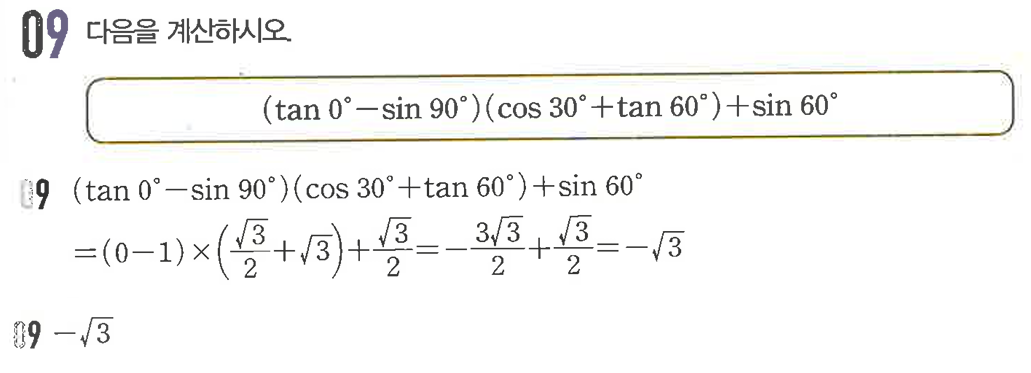 09 다음을 계산하시오.
(tan 0°−sin 90°)(cos 30°+tan 60°)+sin 60°
09 (tan 0°−sin 90°)(cos 30°+tan 60°)+sin 60°
=(0−1)×(√3/2+√3)+√3/2=−3√3/2+√3/2=−√3
09 −√3